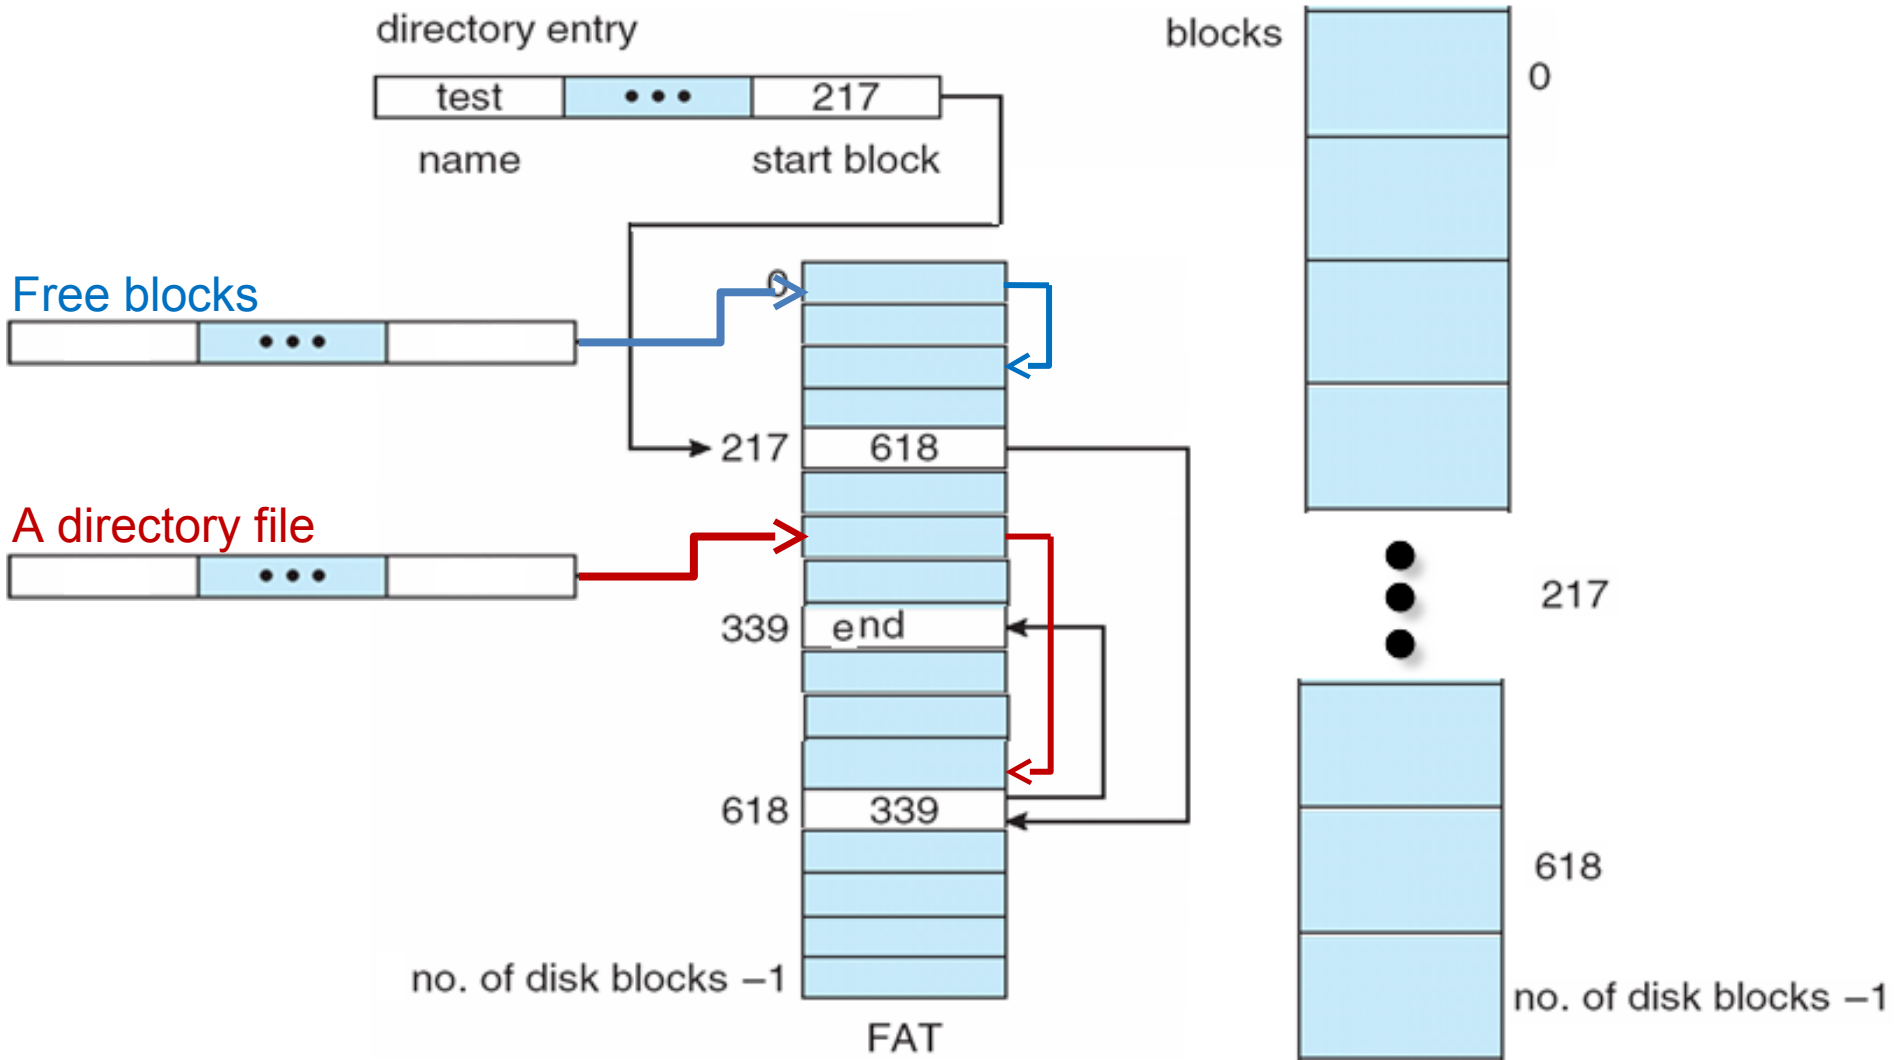 directory entry
test ••• 217
name start block
Free blocks
•••
A directory file
•••
0
217 618
339 end
618 339
no. of disk blocks –1
FAT
blocks
0
217
618
no. of disk blocks –1